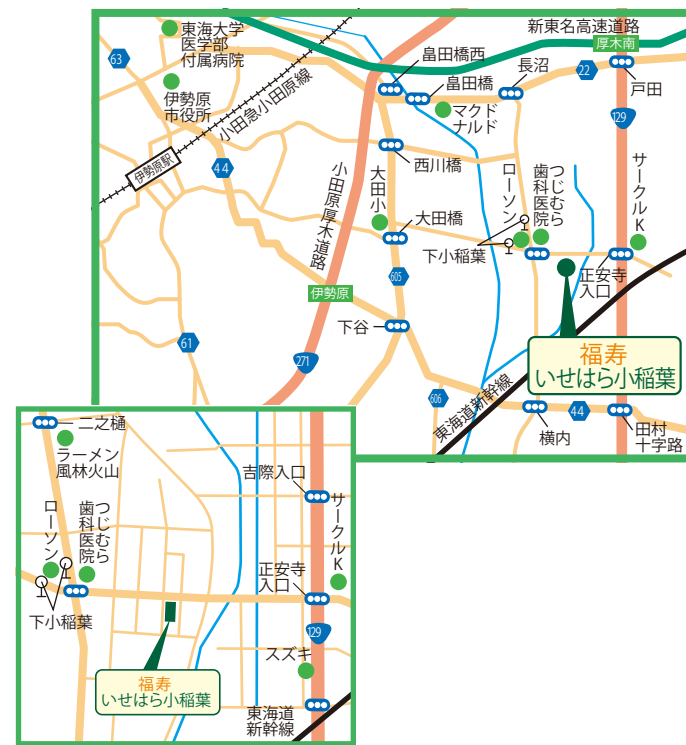 新東名高速道路
厚木南
東海大学
医学部
付属病院
63
伊勢原
市役所
小田急小田原線
伊勢原駅
44
畠田橋西
畠田橋
長沼
22
戸田
129
マクド
ナルド
西川橋
小田原厚木道路
大田小
大田橋
ローソン
つじむら
歯科医院
サークルK
下小稲葉
正安寺
入口
605
伊勢原
下谷
61
271
福寿
いせはら小稲葉
東海道新幹線
606
横内
44
田村
十字路
二之樋
ラーメン
風林火山
吉際入口
ローソン
つじむら
歯科医院
サークルK
正安寺
入口
下小稲葉
129
スズキ
福寿
いせはら小稲葉
東海道
新幹線